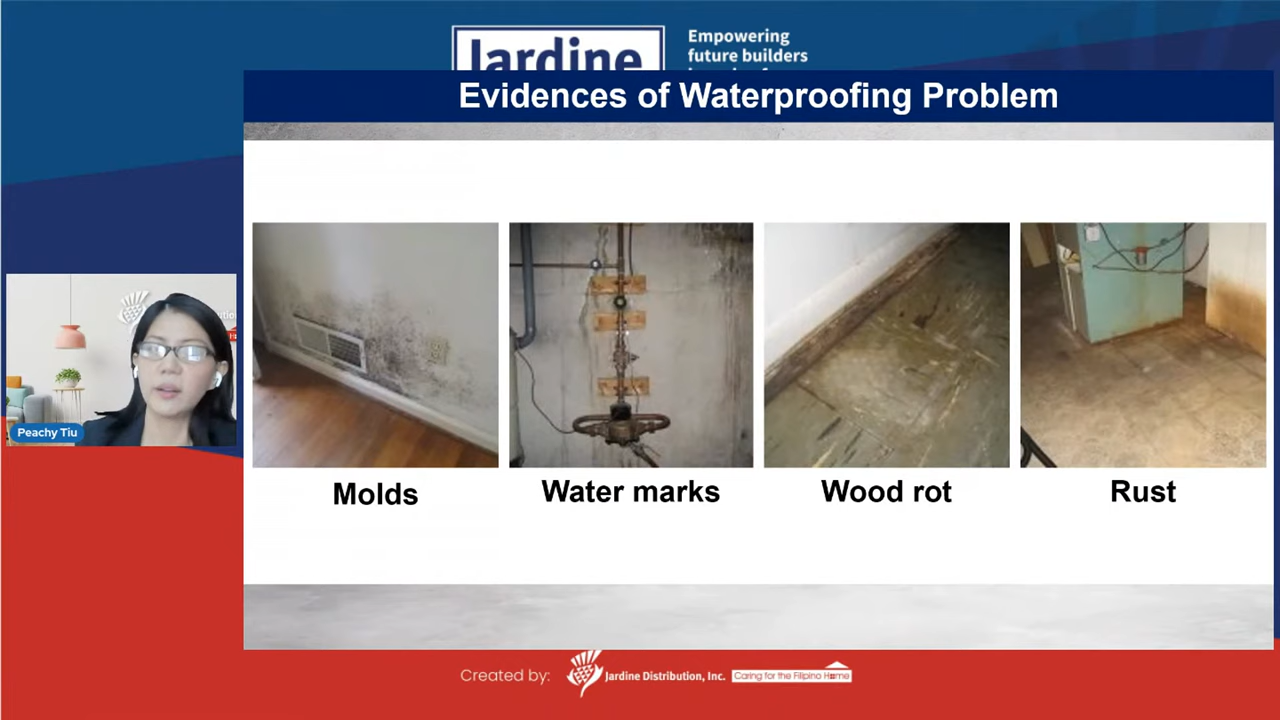 Jardine
Empowering
future builders
Evidences of Waterproofing Problem
Peachy Tiu
Molds
Water marks
Wood rot
Rust
Created by:
Jardine Distribution, Inc.
Caring for the Filipino Home